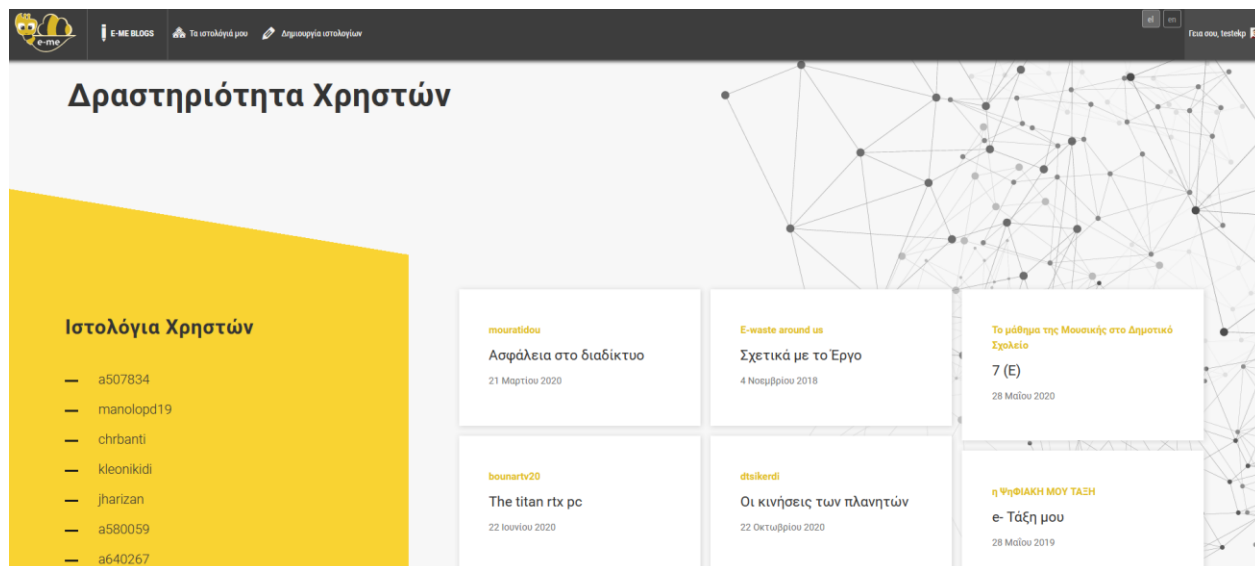 e-me
E-ME BLOGS
Τα ιστολόγιά μου
Δημιουργία ιστολογίων
el
en
Γεια σου, testekp
Δραστηριότητα Χρηστών
Ιστολόγια Χρηστών
a507834
manolopd19
chrbanti
kleonikidi
jharizan
a580059
a640267
mouratidou
Ασφάλεια στο διαδίκτυο
21 Μαρτίου 2020
E-waste around us
Σχετικά με το Έργο
4 Νοεμβρίου 2018
Το μάθημα της Μουσικής στο Δημοτικό
Σχολείο
7 (Ε)
28 Μαΐου 2020
bounartv20
The titan rtx pc
22 Ιουνίου 2020
dtsikerdi
Οι κινήσεις των πλανητών
22 Οκτωβρίου 2020
η ΨηΦΙΑΚΗ ΜΟΥ ΤΑΞΗ
e- Τάξη μου
28 Μαΐου 2019